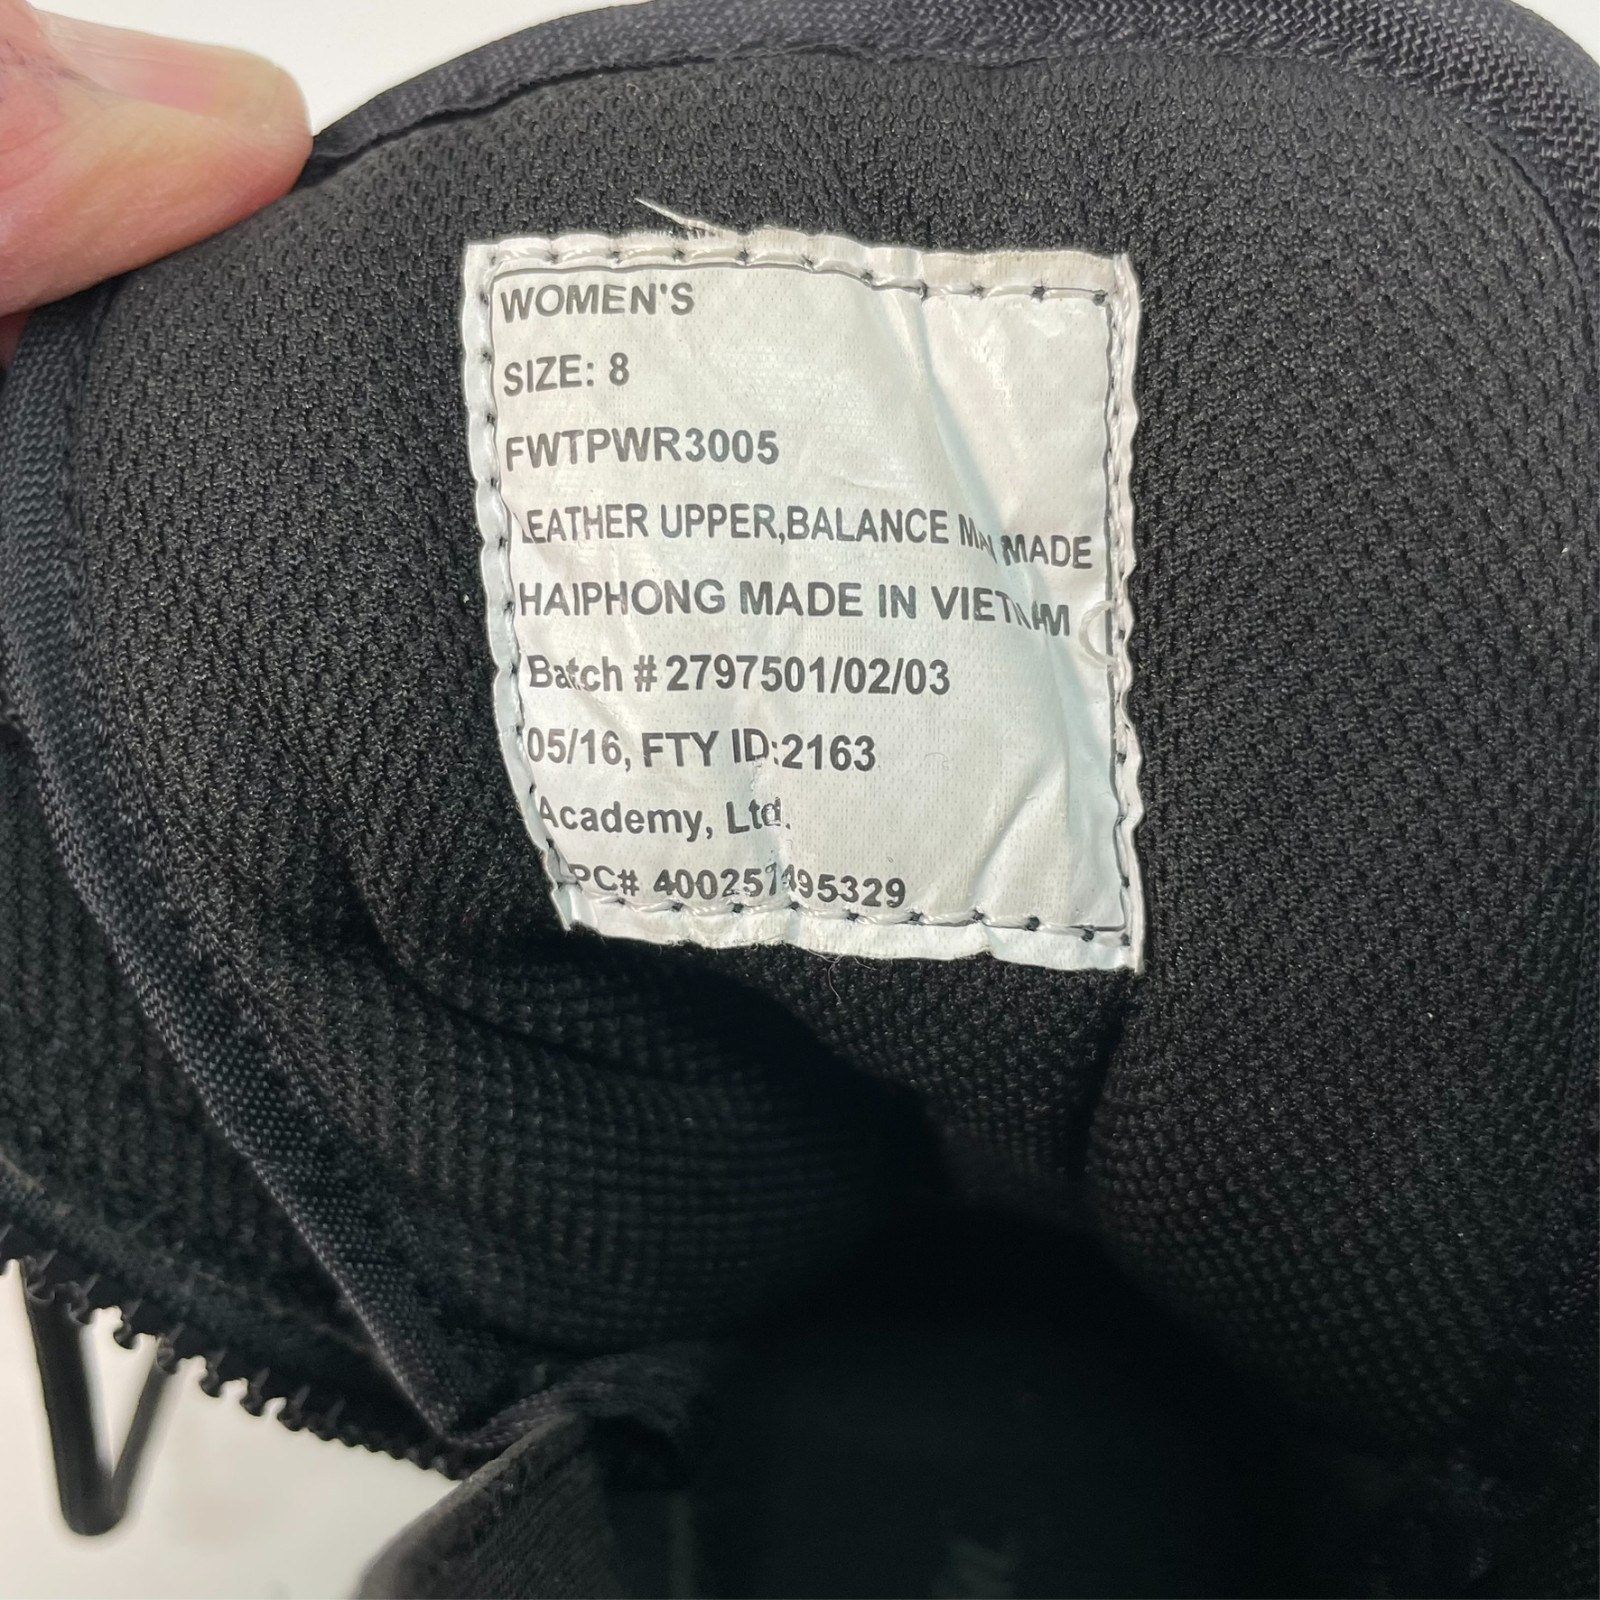 WOMEN'S
SIZE: 8
FWTPWR3005
LEATHER UPPER,BALANCE MAN MADE
HAIPHONG MADE IN VIETNAM
Batch # 2797501/02/03
05/16, FTY ID:2163
Academy, Ltd.
PC#